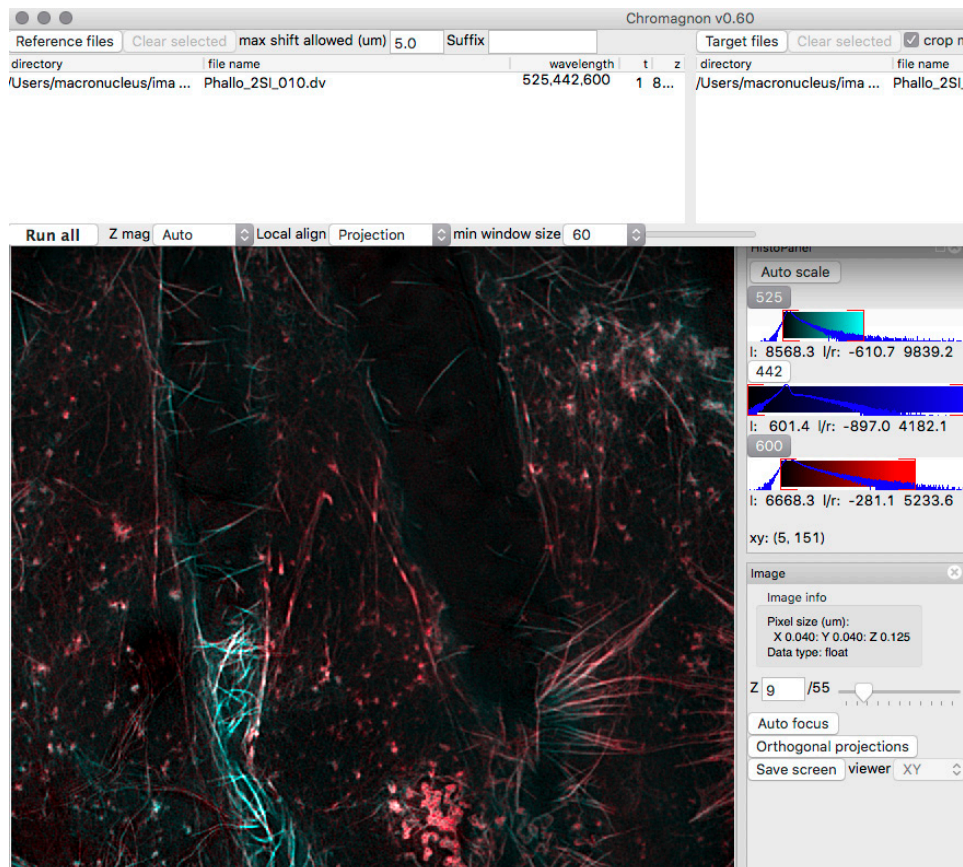 Chromagnon v0.60
Reference files Clear selected max shift allowed (um) 5.0 Suffix Target files Clear selected crop
directory file name wavelength t z directory file name
/Users/macronucleus/ima ... Phallo_2SI_010.dv 525,442,600 1 8... /Users/macronucleus/ima ... Phallo_2SI_
Run all Z mag Auto Local align Projection min window size 60
HistoPanel
Auto scale
525
l: 8568.3 l/r: -610.7 9839.2
442
l: 601.4 l/r: -897.0 4182.1
600
l: 6668.3 l/r: -281.1 5233.6
xy: (5, 151)
Image
Image info
Pixel size (um):
X 0.040: Y 0.040: Z 0.125
Data type: float
Z 9 /55
Auto focus
Orthogonal projections
Save screen viewer XY